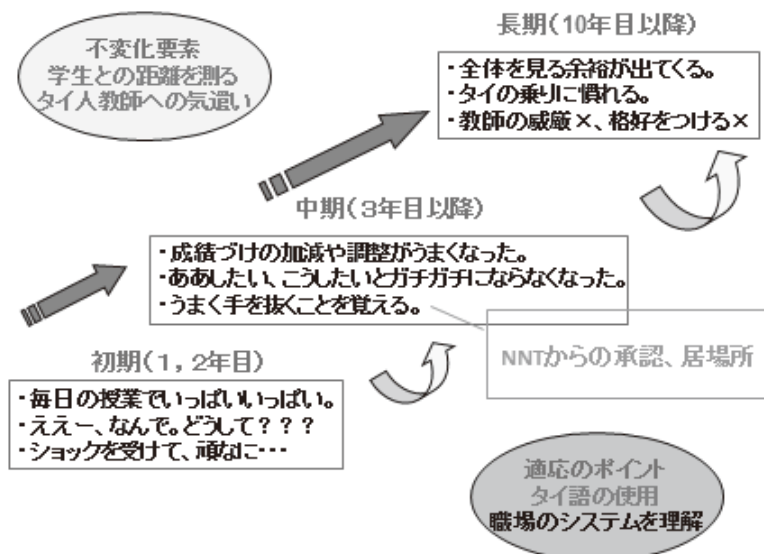 不変化要素
学生との距離を測る
タイ人教師への気遣い
長期(10年目以降)
・全体を見る余裕が出てくる。
・タイの乗りに慣れる。
・教師の威厳×、格好をつける×
中期(3年目以降)
・成績づけの加減や調整がうまくなった。
・ああしたい、こうしたいとガチガチにならなくなった。
・うまく手を抜くことを覚える。
NNTからの承認、居場所
初期(1,2年目)
・毎日の授業でいっぱいいっぱい。
・ええー、なんで。どうして???
・ショックを受けて、頑なに…
適応のポイント
タイ語の使用
職場のシステムを理解